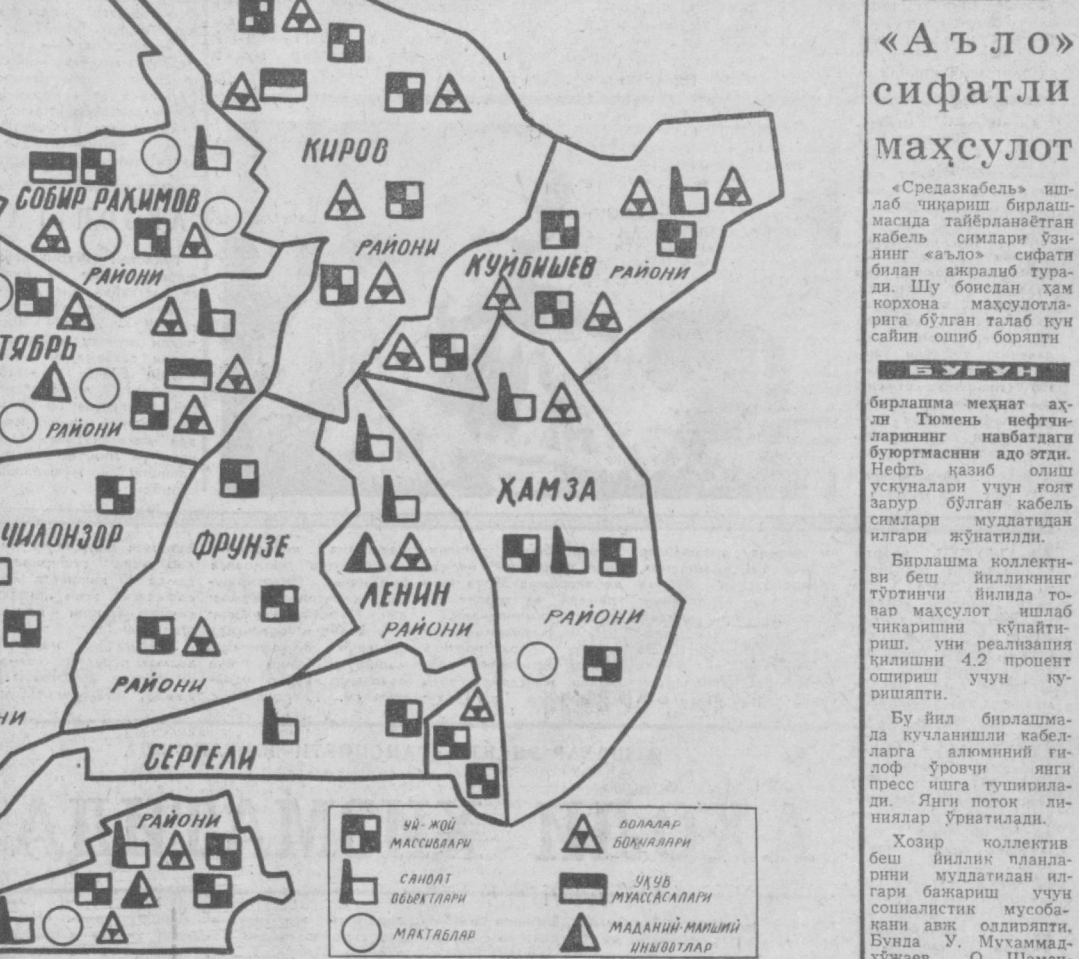 КИРОВ
РАЙОНИ
СОБИР РАҲИМОВ
РАЙОНИ
КУЙБИШЕВ РАЙОНИ
ТЯБРЬ
РАЙОНИ
ЧИЛОНЗОР
НИ
ФРУНЗЕ
РАЙОНИ
ЛЕНИН
РАЙОНИ
ҲАМЗА
РАЙОНИ
СЕРГЕЛИ
РАЙОНИ
УЙ-ЖОЙ
МАССИВЛАРИ
САНОАТ
ОБЪЕКТЛАРИ
МАКТАБЛАР
БОЛАЛАР
БОҒЧАЛАРИ
ЎҚУВ
МУАССАСАЛАРИ
МАДАНИЙ-МАИШИЙ
ИНШООТЛАР
«Аъло»
сифатли
маҳсулот
«Средазкабель» иш-
лаб чиқариш бирлаш-
масида тайёрланаётган
кабель симлари ўзи-
нинг «аъло» сифати
билан ажралиб тура-
ди. Шу боисдан ҳам
корхона маҳсулотла-
рига бўлган талаб кун
сайин ошиб боряпти
БУГУН
бирлашма меҳнат аҳ-
ли Тюмень нефтчи-
ларининг навбатдаги
буюртмасини адо этди.
Нефть қазиб олиш
ускуналари учун ғоят
зарур бўлган кабель
симлари муддатидан
илгари жўнатилди.
Бирлашма коллекти-
ви беш йилликнинг
тўртинчи йилида то-
вар маҳсулот ишлаб
чиқаришни кўпайти-
риш, уни реализация
қилишни 4.2 процент
ошириш учун ку-
ришяпти.
Бу йил бирлашма-
да кучланишли кабел-
ларга алюминий ғи-
лоф ўровчи янги
пресс ишга туширила-
ди. Янги поток ли-
ниялар ўрнатилади.
Хозир коллектив
беш йиллик планла-
рини муддатидан ил-
гари бажариш учун
социалистик мусоба-
қани авж олдиряпти.
Бунда У. Муҳаммад-
хўжаев, О.